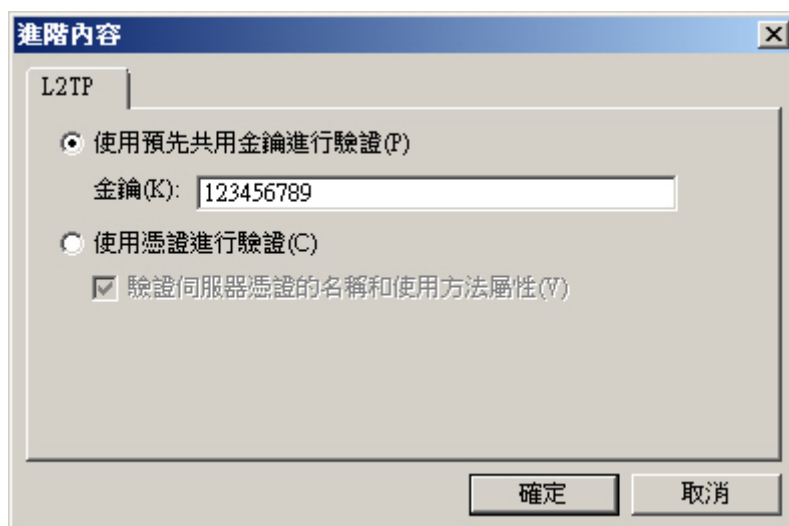 進階內容
L2TP
使用預先共用金鑰進行驗證(P)
金鑰(K): 123456789
使用憑證進行驗證(C)
驗證伺服器憑證的名稱和使用方法屬性(V)
確定 取消